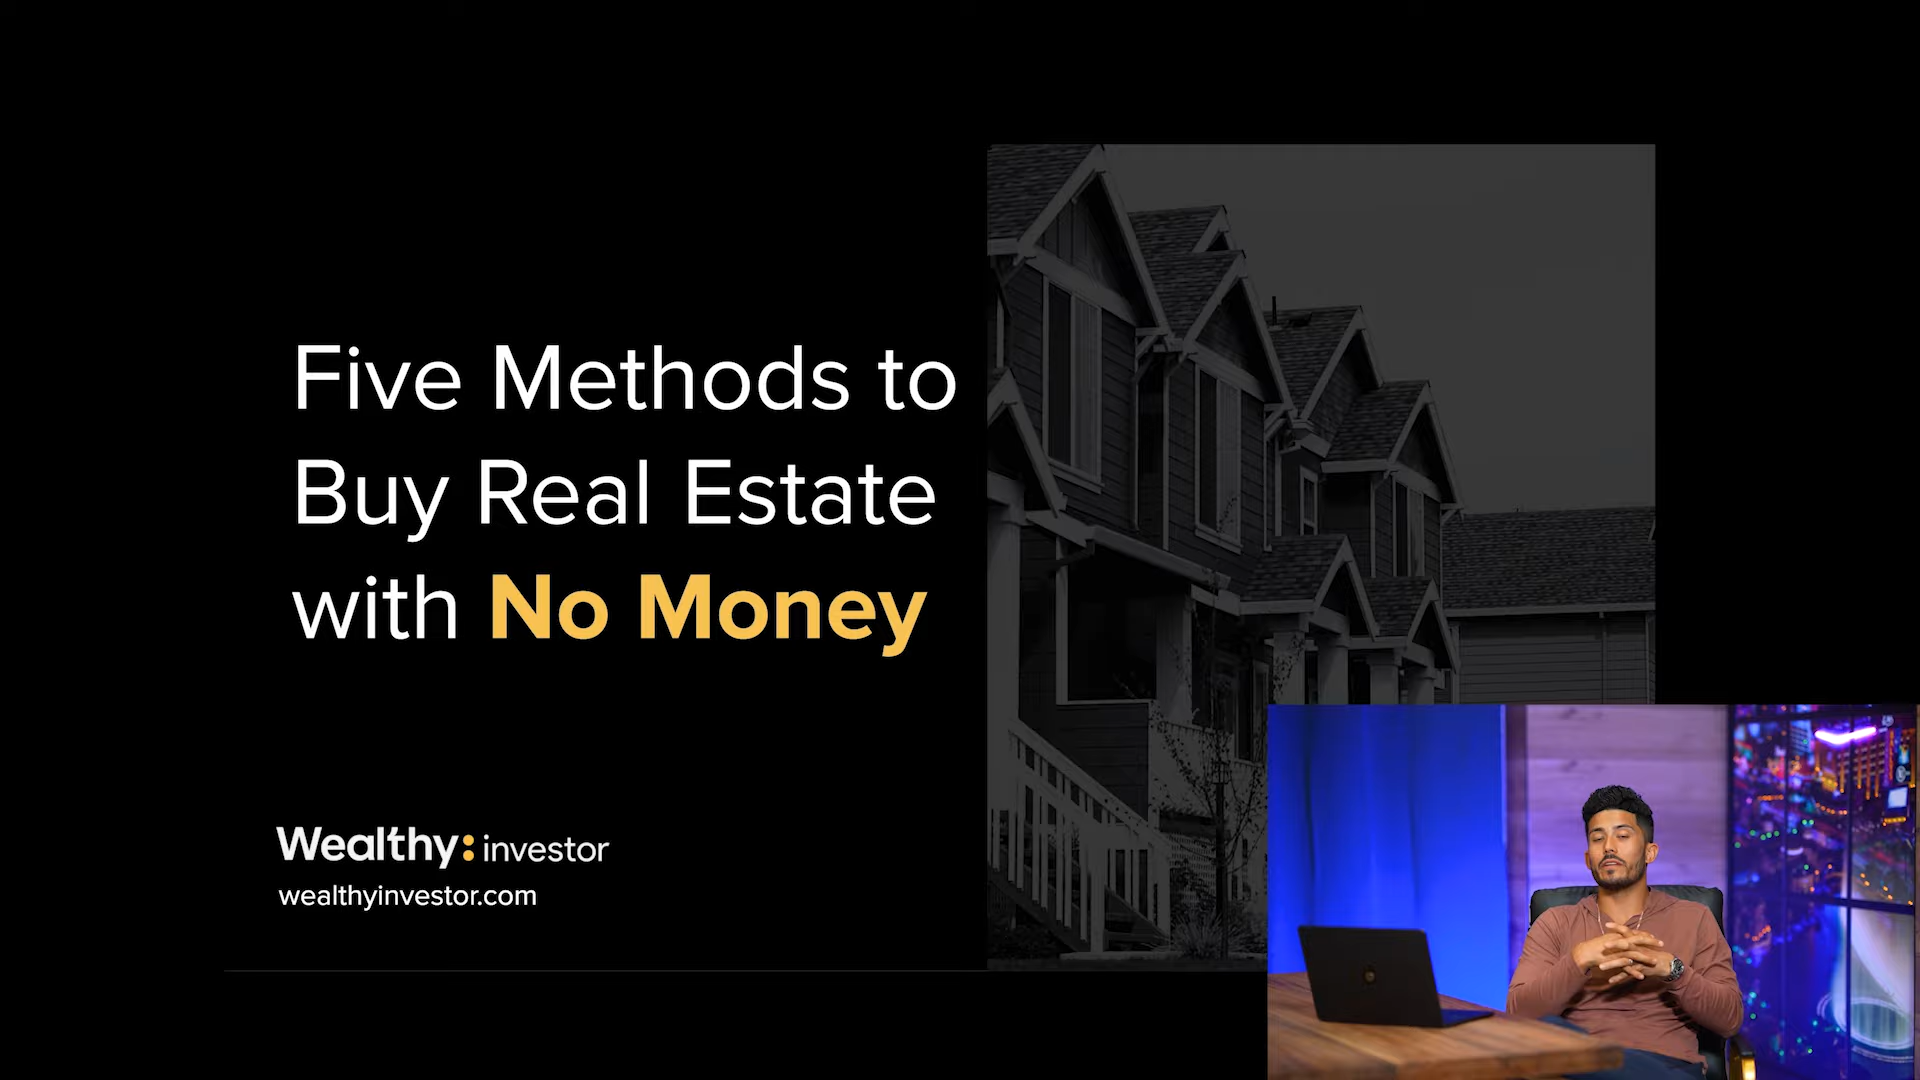 Five Methods to
Buy Real Estate
with No Money
Wealthy: investor
wealthyinvestor.com